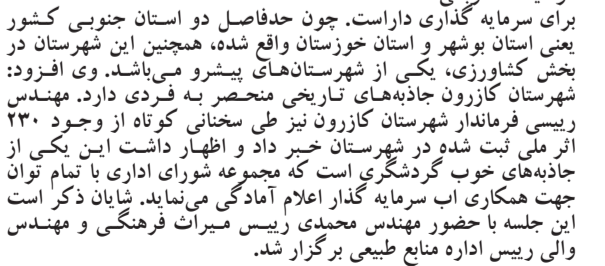 برای سرمایه گذاری داراست. چون حدفاصل دو استان جنوبی کشور
یعنی استان بوشهر و استان خوزستان واقع شده، همچنین این شهرستان در
بخش کشاورزی، یکی از شهرستان‌های پیشرو می‌باشد. وی افزود:
شهرستان کازرون جاذبه‌های تاریخی منحصر به فردی دارد. مهندس
رییسی فرماندار شهرستان کازرون نیز طی سخنانی کوتاه از وجود ۲۳۰
اثر ملی ثبت شده در شهرستان خبر داد و اظهار داشت این یکی از
جاذبه‌های خوب گردشگری است که مجموعه شورای اداری با تمام توان
جهت همکاری اب سرمایه گذار اعلام آمادگی می‌نماید. شایان ذکر است
این جلسه با حضور مهندس محمدی رییس میراث فرهنگی و مهندس
والی رییس اداره منابع طبیعی برگزار شد.